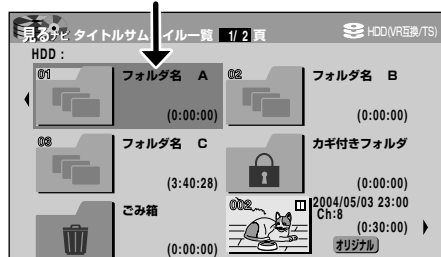 見るナビ タイトルサムネイル一覧 1/ 2 頁 HDD(VR互換/TS)
HDD :
01 フォルダ名 A (0:00:00)
02 フォルダ名 B (0:00:00)
03 フォルダ名 C (3:40:28)
カギ付きフォルダ (0:00:00)
ごみ箱 (0:00:00)
002 2004/05/03 23:00
Ch:8
(0:30:00)
オリジナル